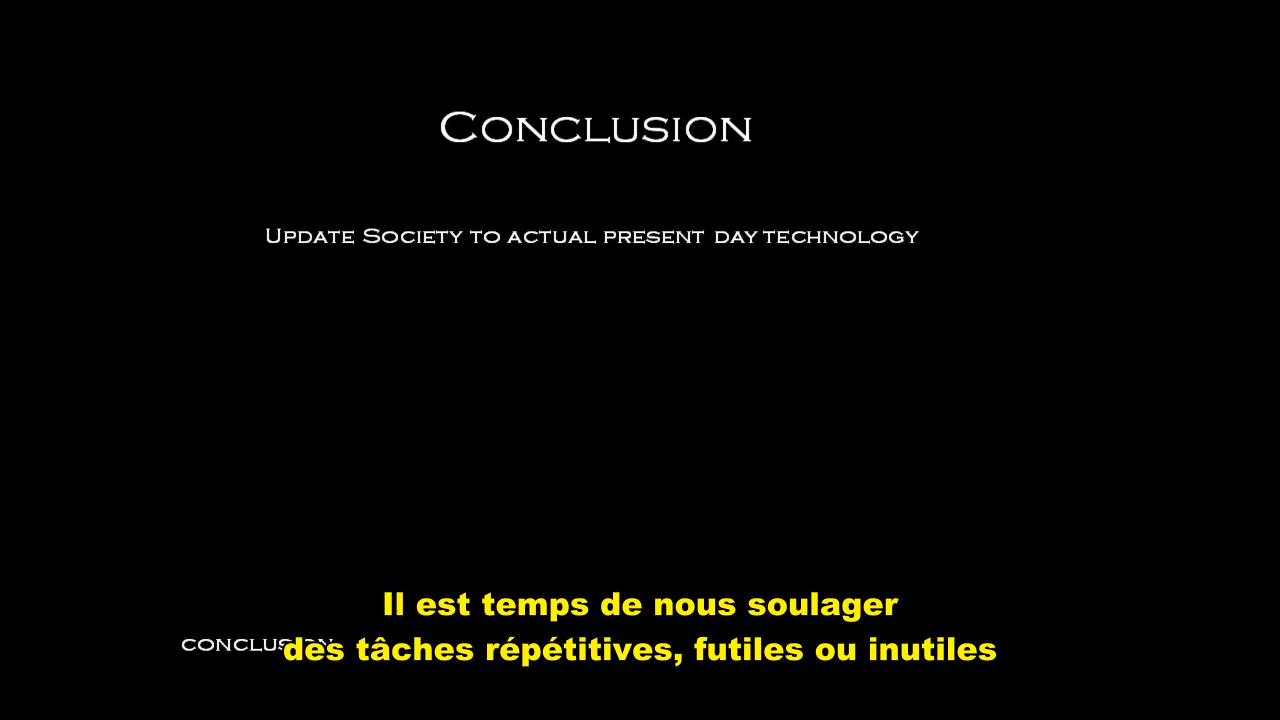 Conclusion
Update Society to actual present day technology
Il est temps de nous soulager
conclusion
des tâches répétitives, futiles ou inutiles